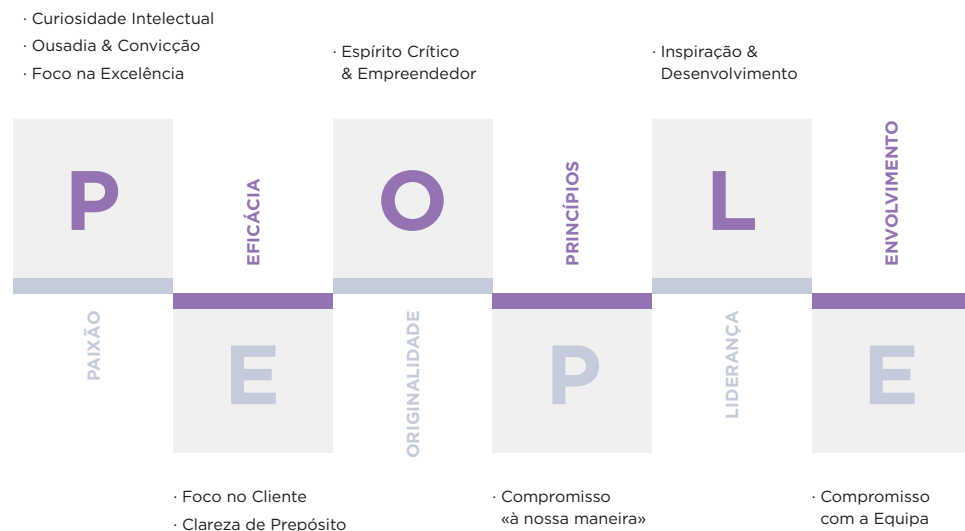 · Curiosidade Intelectual
· Ousadia & Convicção
· Foco na Excelência
· Espírito Crítico
& Empreendedor
· Inspiração &
Desenvolvimento
P
EFICÁCIA
O
PRINCÍPIOS
L
ENVOLVIMENTO
PAIXÃO
E
ORIGINALIDADE
P
LIDERANÇA
E
· Foco no Cliente
· Clareza de Prepósito
· Compromisso
«à nossa maneira»
· Compromisso
com a Equipa